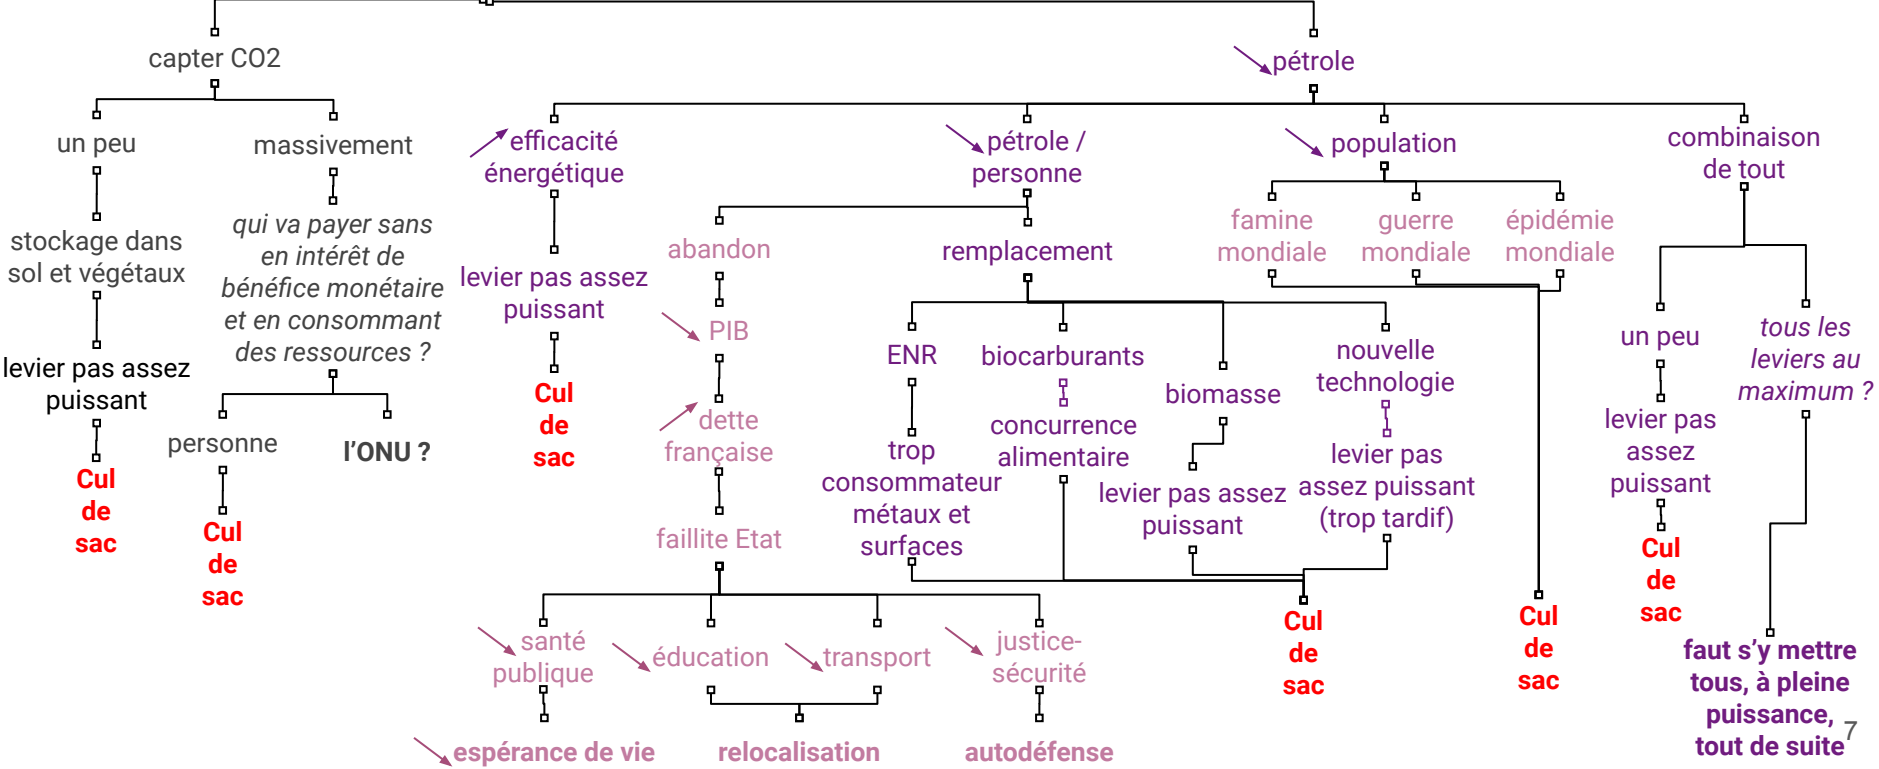 capter CO2
pétrole
un peu
massivement
efficacité
énergétique
pétrole /
personne
population
combinaison
de tout
stockage dans
sol et végétaux
qui va payer sans
en intérêt de
bénéfice monétaire
et en consommant
des ressources ?
levier pas assez
puissant
abandon
remplacement
famine
mondiale
guerre
mondiale
épidémie
mondiale
levier pas assez
puissant
Cul
de
sac
personne
l'ONU ?
Cul
de
sac
Cul
de
sac
PIB
dette
française
faillite Etat
ENR
biocarburants
biomasse
nouvelle
technologie
trop
consommateur
métaux et
surfaces
concurrence
alimentaire
levier pas assez
puissant
levier pas
assez puissant
(trop tardif)
un peu
tous les
leviers au
maximum ?
levier pas
assez
puissant
Cul
de
sac
santé
publique
éducation
transport
justice-
sécurité
Cul
de
sac
Cul
de
sac
faut s'y mettre
tous, à pleine
puissance,
tout de suite
espérance de vie
relocalisation
autodéfense
7